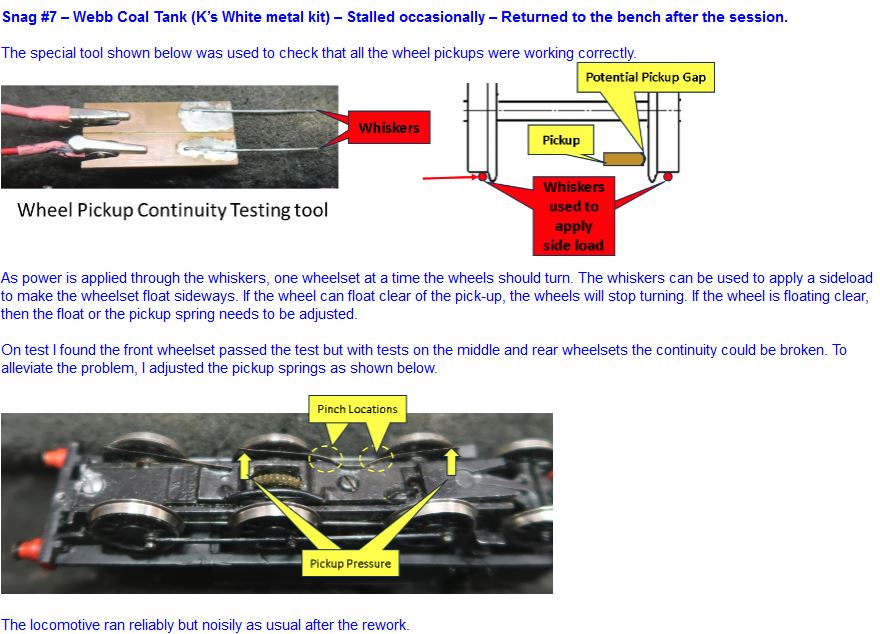 Snag #7 – Webb Coal Tank (K's White metal kit) – Stalled occasionally – Returned to the bench after the session.
The special tool shown below was used to check that all the wheel pickups were working correctly.
Potential Pickup Gap
Whiskers
Pickup
Whiskers
used to
apply
side load
Wheel Pickup Continuity Testing tool
As power is applied through the whiskers, one wheelset at a time the wheels should turn. The whiskers can be used to apply a sideload
to make the wheelset float sideways. If the wheel can float clear of the pick-up, the wheels will stop turning. If the wheel is floating clear,
then the float or the pickup spring needs to be adjusted.
On test I found the front wheelset passed the test but with tests on the middle and rear wheelsets the continuity could be broken. To
alleviate the problem, I adjusted the pickup springs as shown below.
Pinch Locations
Pickup Pressure
The locomotive ran reliably but noisily as usual after the rework.